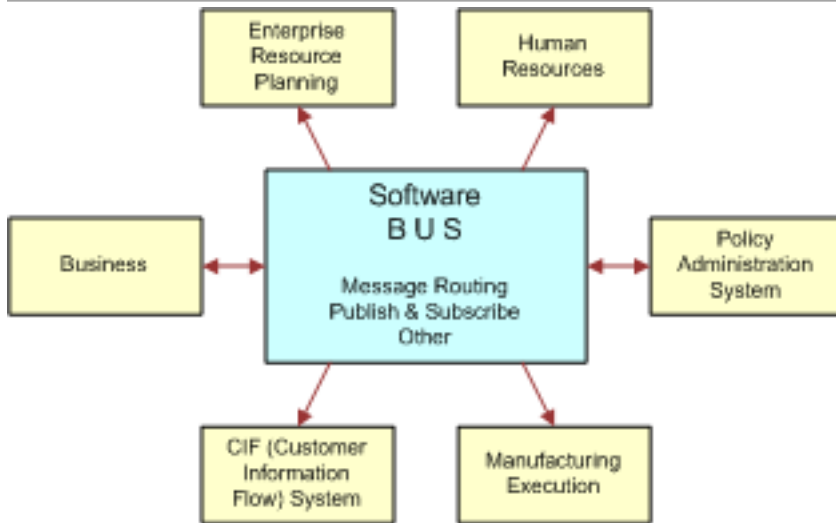 Enterprise
Resource
Planning
Human
Resources
Software
B U S
Message Routing
Publish & Subscribe
Other
Business
Policy
Administration
System
CIF (Customer
Information
Flow) System
Manufacturing
Execution